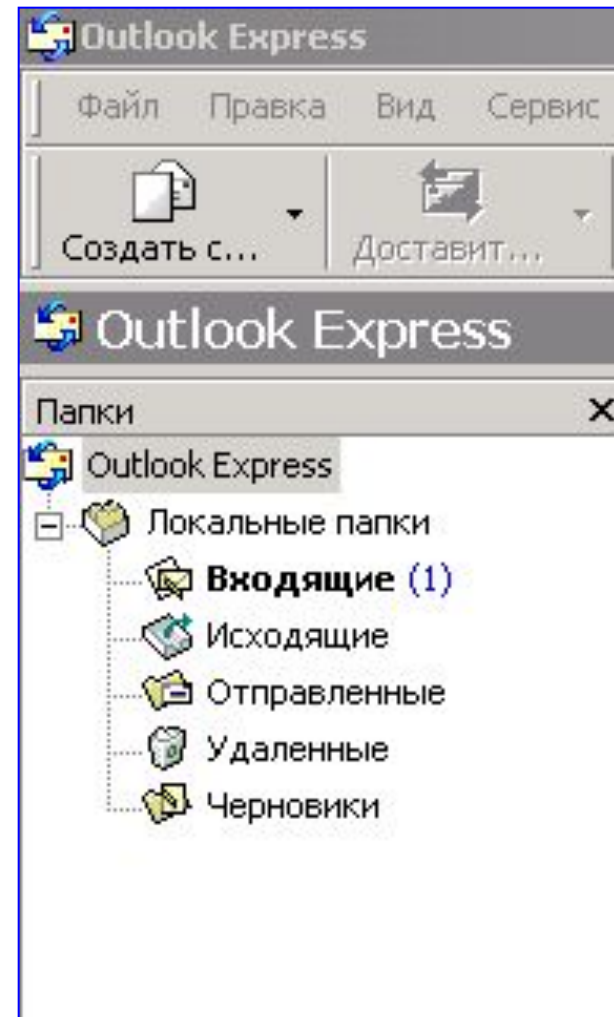 Outlook Express
Файл Правка Вид Сервис
Создать с... Доставит...
Outlook Express
Папки
Outlook Express
Локальные папки
Входящие (1)
Исходящие
Отправленные
Удаленные
Черновики